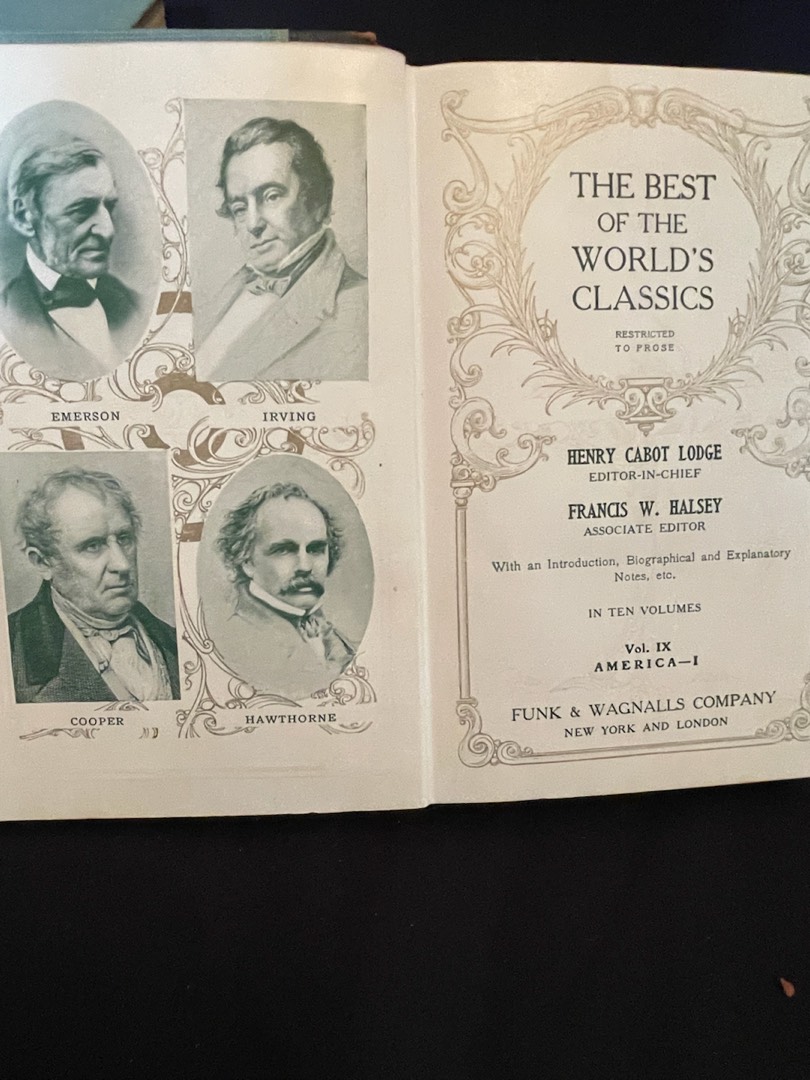 EMERSON
IRVING
COOPER
HAWTHORNE
THE BEST
OF THE
WORLD'S
CLASSICS
RESTRICTED
TO PROSE
HENRY CABOT LODGE
EDITOR-IN-CHIEF
FRANCIS W. HALSEY
ASSOCIATE EDITOR
With an Introduction, Biographical and Explanatory
Notes, etc.
IN TEN VOLUMES
Vol. IX
AMERICA—I
FUNK & WAGNALLS COMPANY
NEW YORK AND LONDON